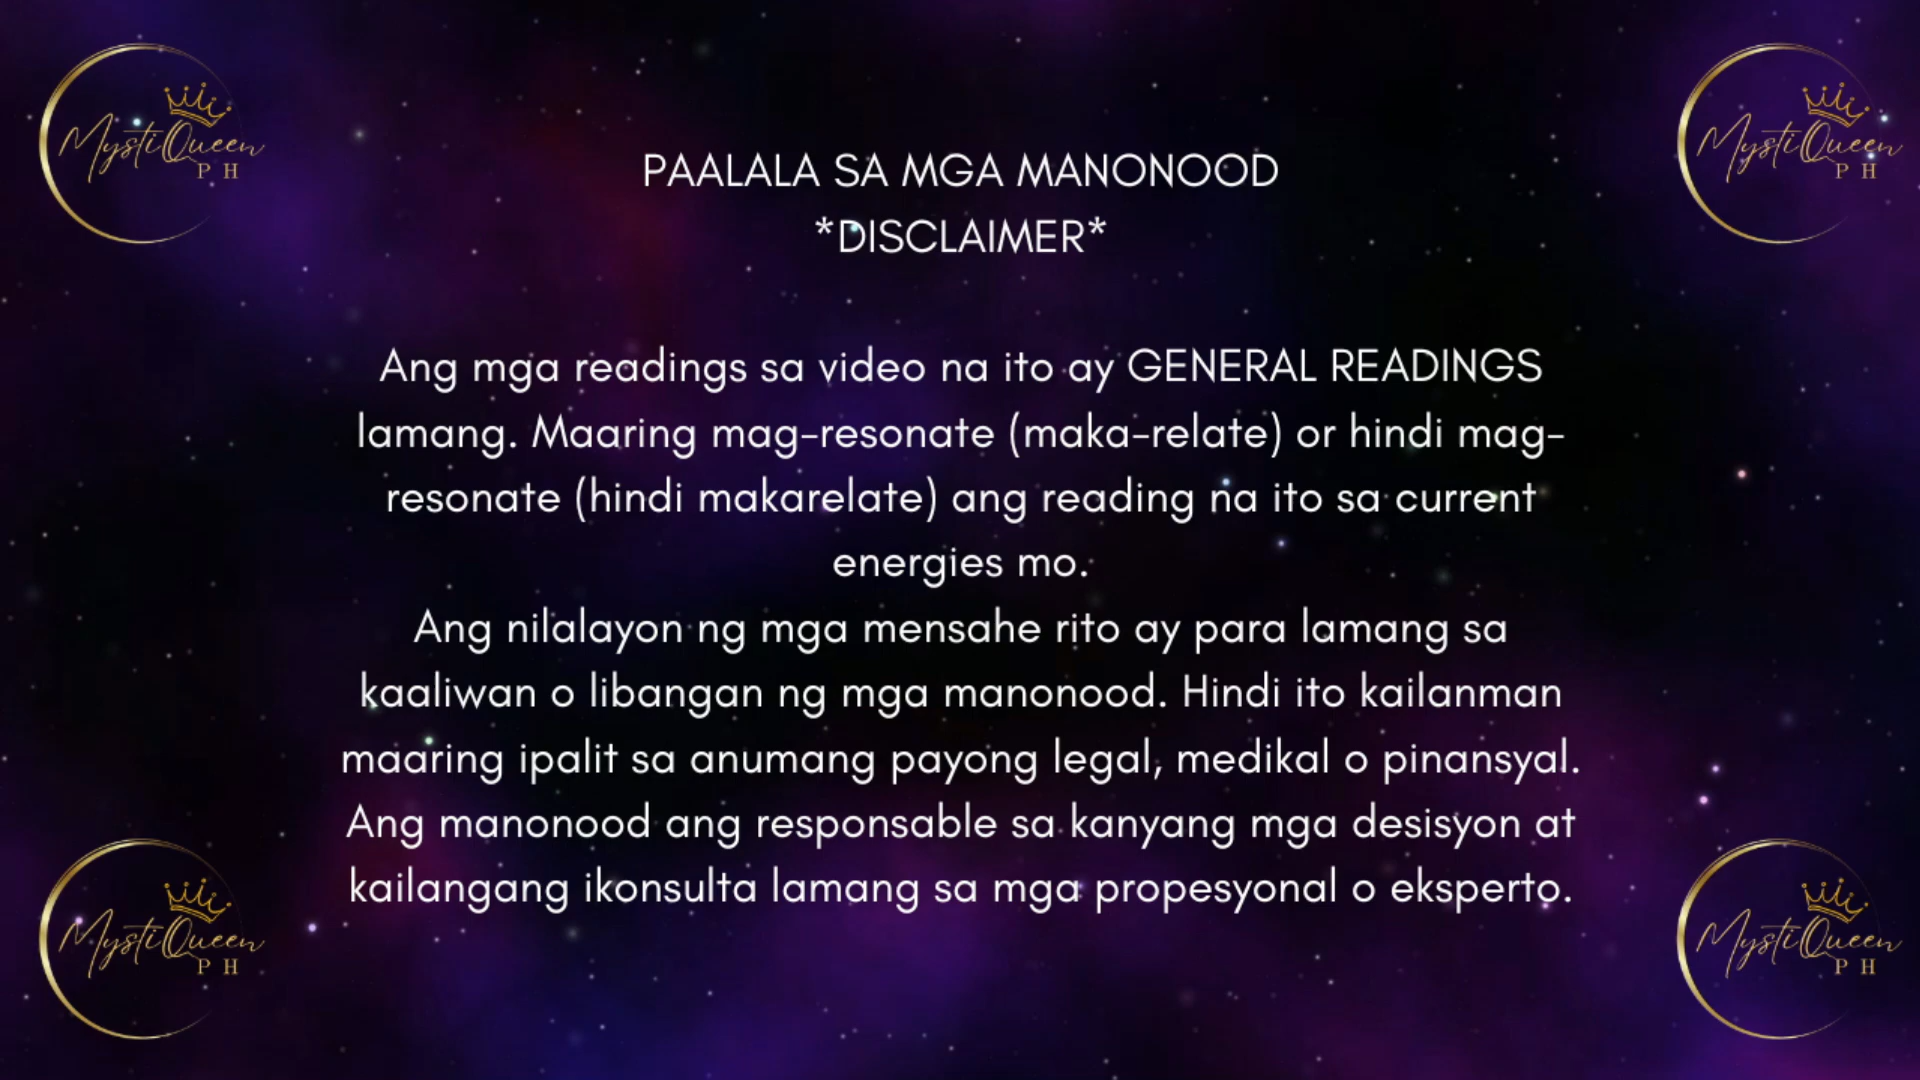 MystiQueen
PH
MystiQueen
PH
PAALALA SA MGA MANONOOD
*DISCLAIMER*
Ang mga readings sa video na ito ay GENERAL READINGS
lamang. Maaring mag-resonate (maka-relate) or hindi mag-
resonate (hindi makarelate) ang reading na ito sa current
energies mo.
Ang nilalayon ng mga mensahe rito ay para lamang sa
kaaliwan o libangan ng mga manonood. Hindi ito kailanman
maaring ipalit sa anumang payong legal, medikal o pinansyal.
Ang manonood ang responsable sa kanyang mga desisyon at
kailangang ikonsulta lamang sa mga propesyonal o eksperto.
MystiQueen
PH
MystiQueen
PH